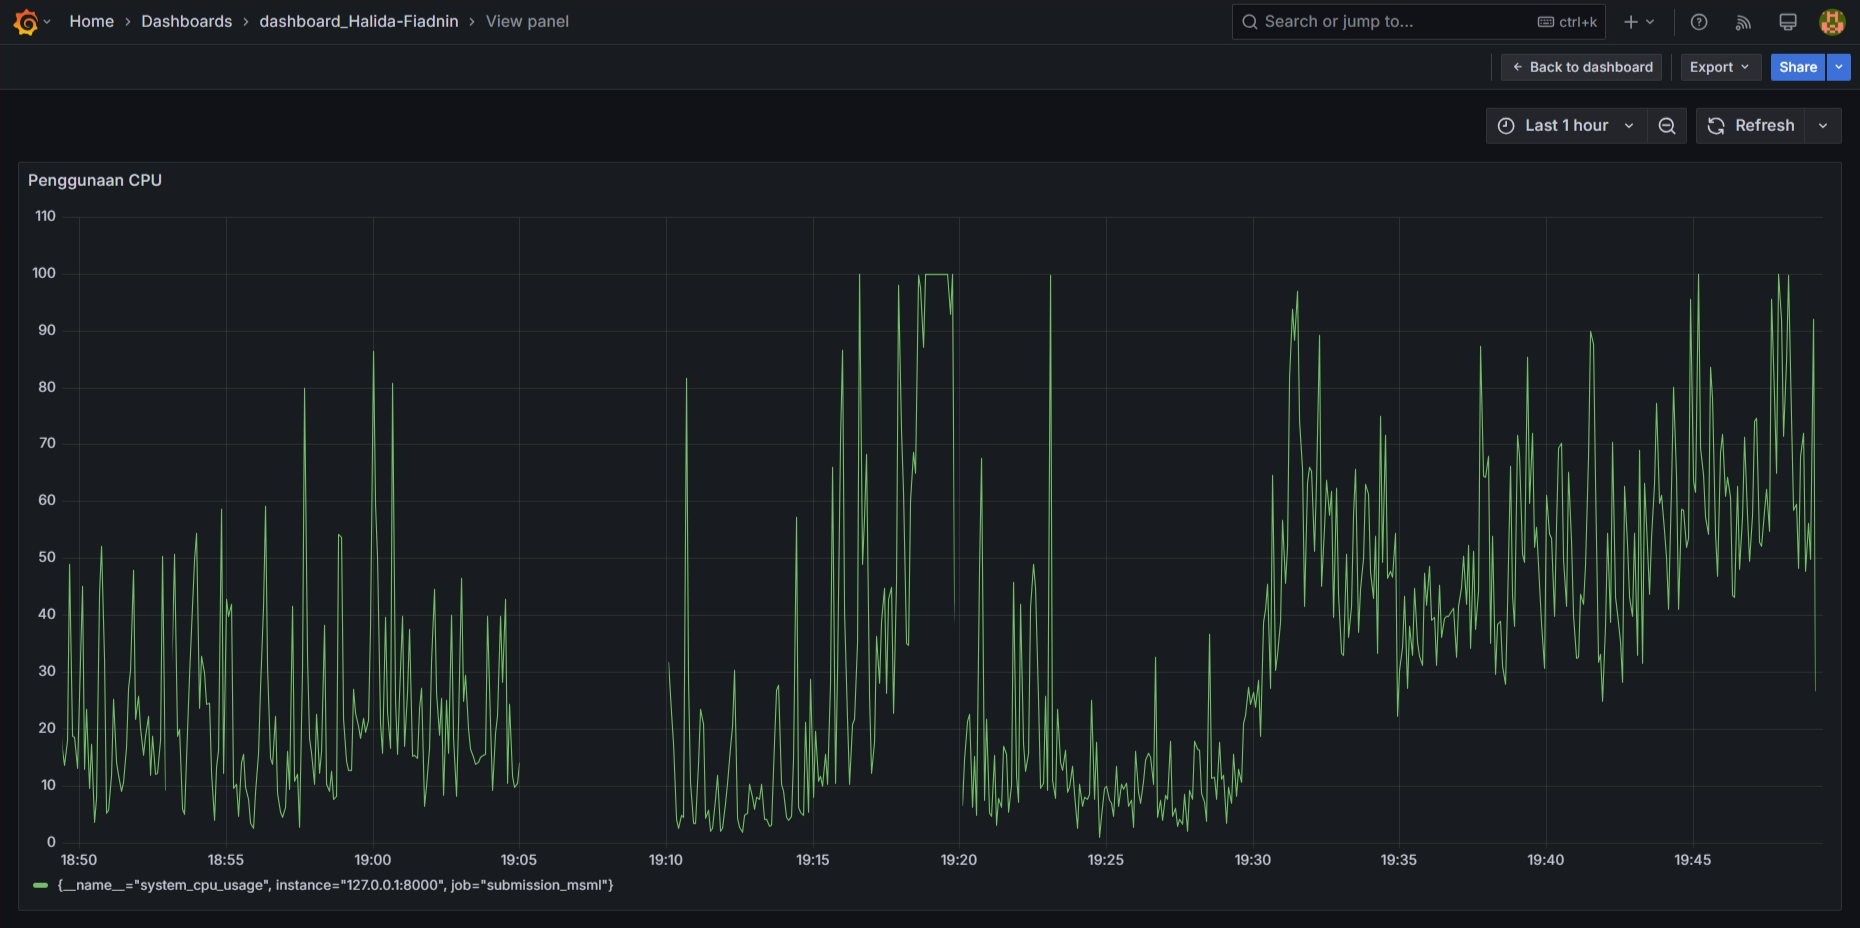 Home › Dashboards › dashboard_Halida-Fiadnin › View panel
Search or jump to... ctrl+k
Back to dashboard Export Share
Last 1 hour Refresh
Penggunaan CPU
110
100
90
80
70
60
50
40
30
20
10
0
18:50 18:55 19:00 19:05 19:10 19:15 19:20 19:25 19:30 19:35 19:40 19:45
{__name__="system_cpu_usage", instance="127.0.0.1:8000", job="submission_msml"}